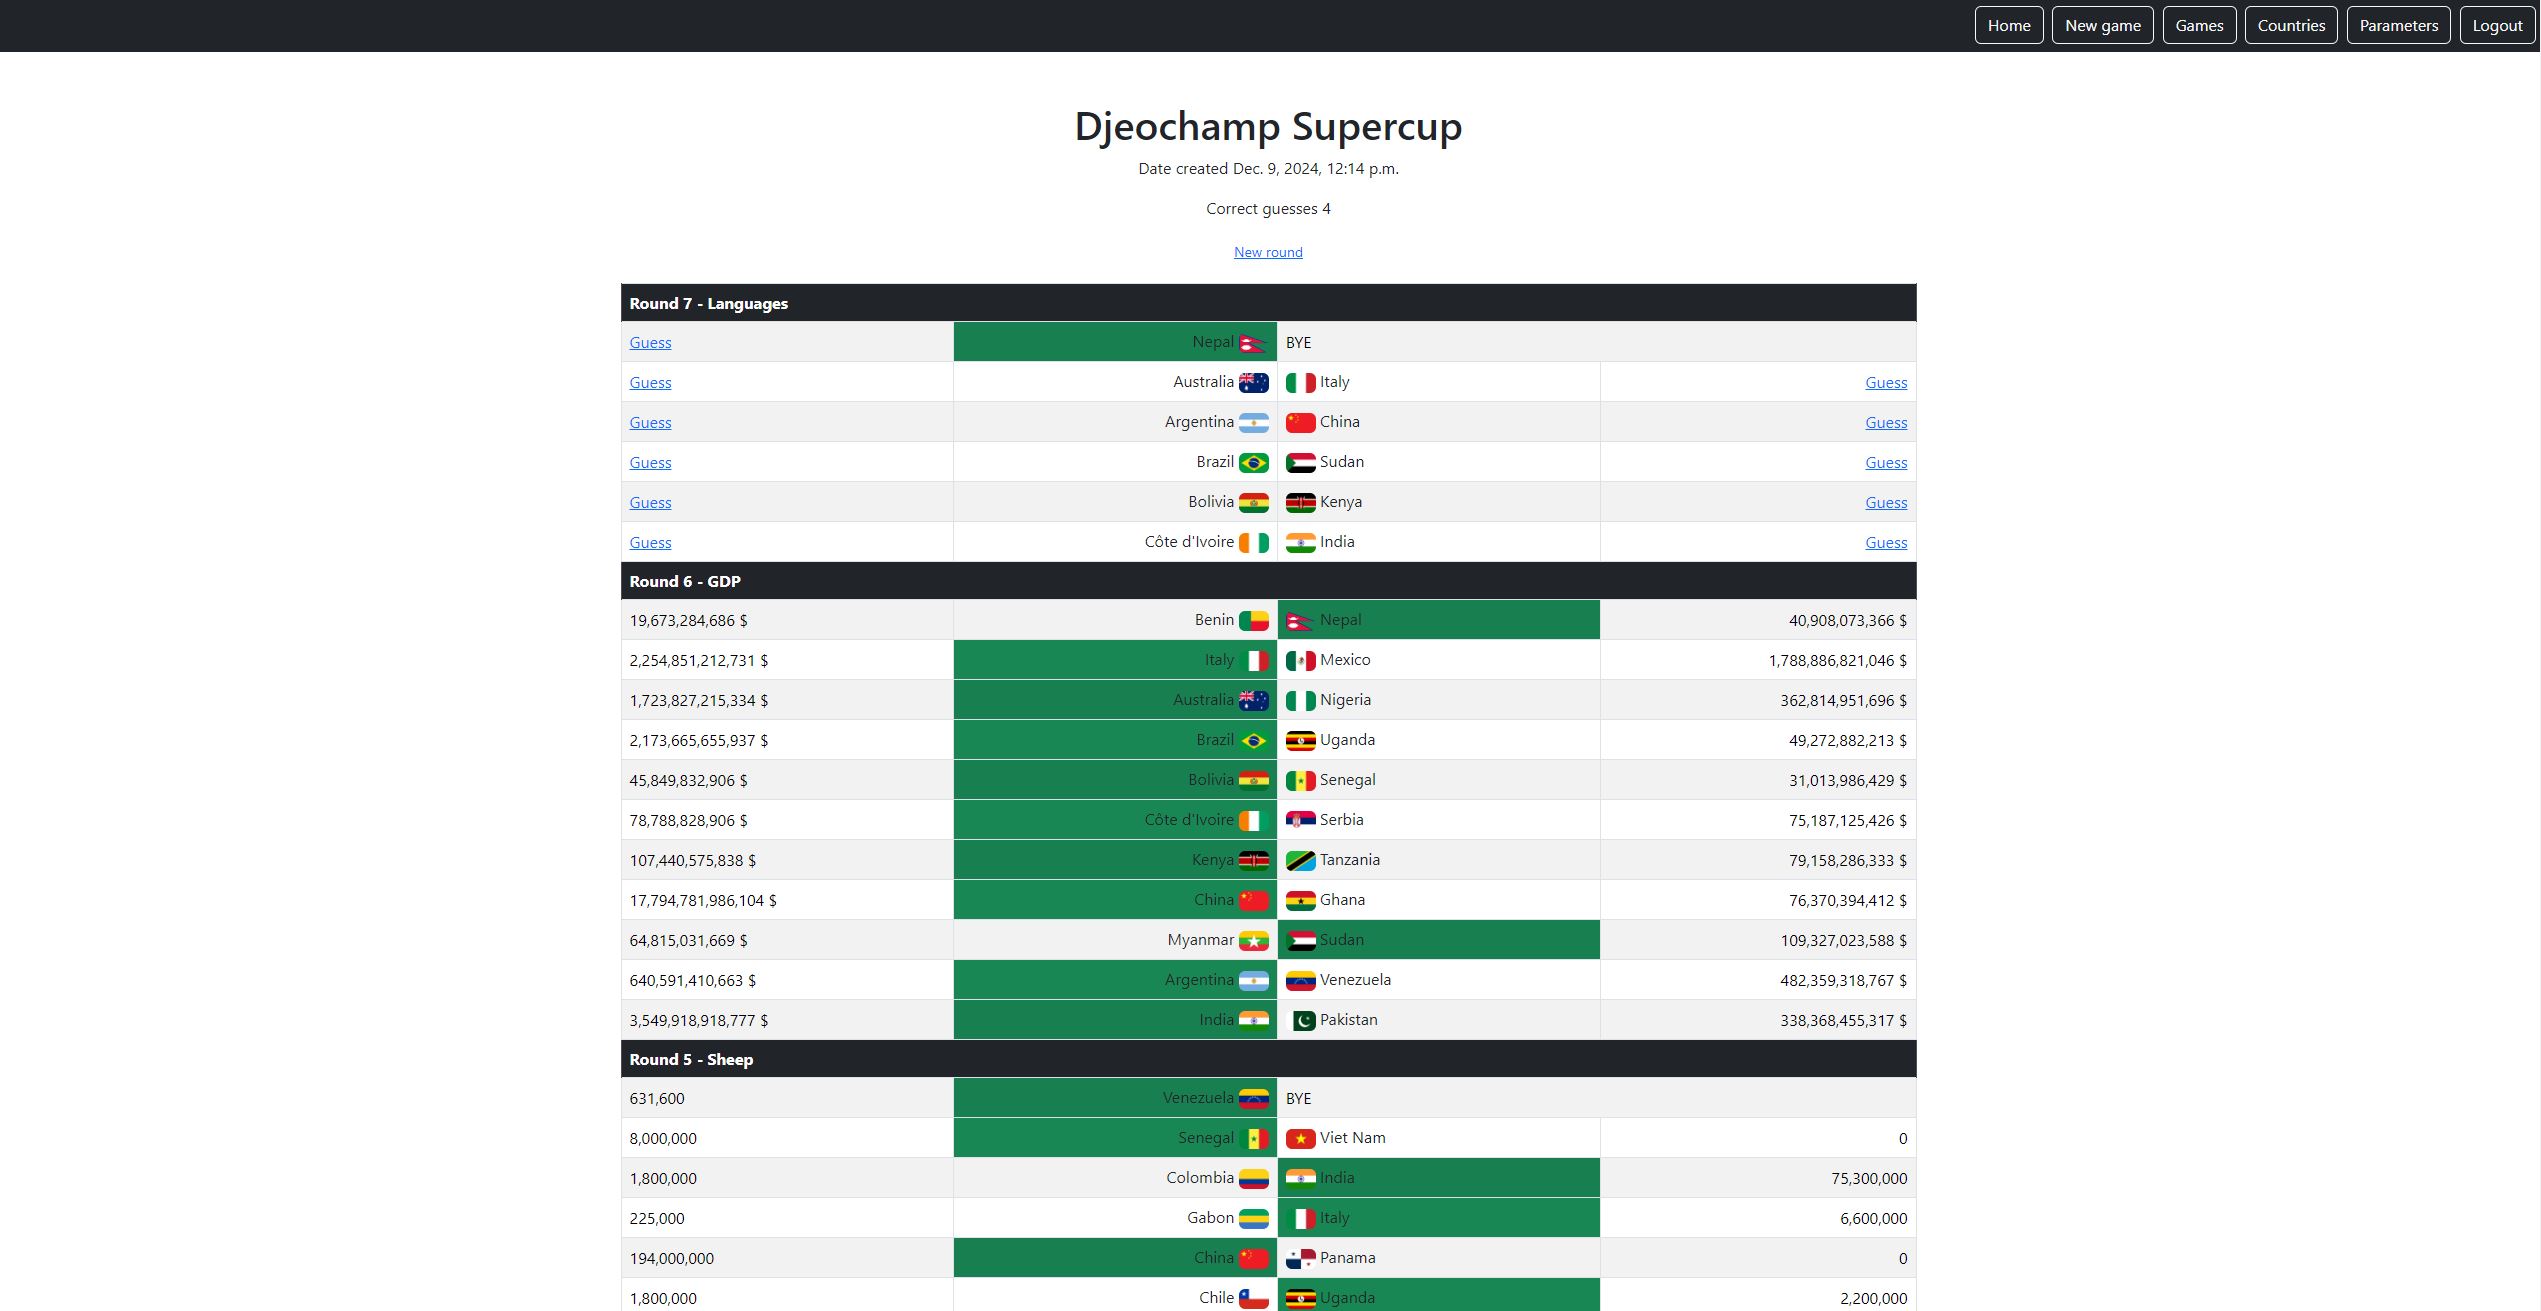 Home New game Games Countries Parameters Logout
Djeochamp Supercup
Date created Dec. 9, 2024, 12:14 p.m.
Correct guesses 4
New round
Round 7 - Languages
Guess Nepal BYE
Guess Australia Italy Guess
Guess Argentina China Guess
Guess Brazil Sudan Guess
Guess Bolivia Kenya Guess
Guess Côte d'Ivoire India Guess
Round 6 - GDP
19,673,284,686 $ Benin Nepal 40,908,073,366 $
2,254,851,212,731 $ Italy Mexico 1,788,886,821,046 $
1,723,827,215,334 $ Australia Nigeria 362,814,951,696 $
2,173,665,655,937 $ Brazil Uganda 49,272,882,213 $
45,849,832,906 $ Bolivia Senegal 31,013,986,429 $
78,788,828,906 $ Côte d'Ivoire Serbia 75,187,125,426 $
107,440,575,838 $ Kenya Tanzania 79,158,286,333 $
17,794,781,986,104 $ China Ghana 76,370,394,412 $
64,815,031,669 $ Myanmar Sudan 109,327,023,588 $
640,591,410,663 $ Argentina Venezuela 482,359,318,767 $
3,549,918,918,777 $ India Pakistan 338,368,455,317 $
Round 5 - Sheep
631,600 Venezuela BYE
8,000,000 Senegal Viet Nam 0
1,800,000 Colombia India 75,300,000
225,000 Gabon Italy 6,600,000
194,000,000 China Panama 0
1,800,000 Chile Uganda 2,200,000